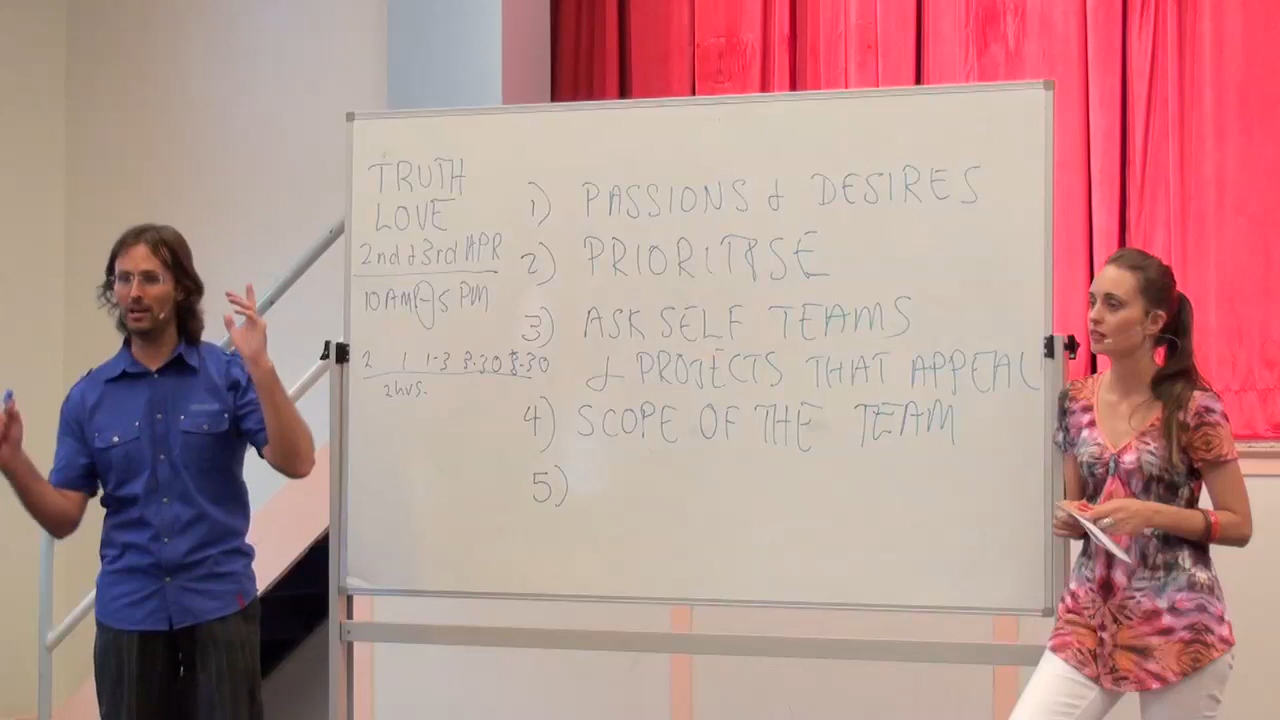 TRUTH
LOVE
2nd & 3rd APR
10 AM - 5 PM
2 1 1-3 3-30 5-30
2hrs.
1) PASSIONS & DESIRES
2) PRIORITISE
3) ASK SELF TEAMS
& PROJECTS THAT APPEAL
4) SCOPE OF THE TEAM
5)